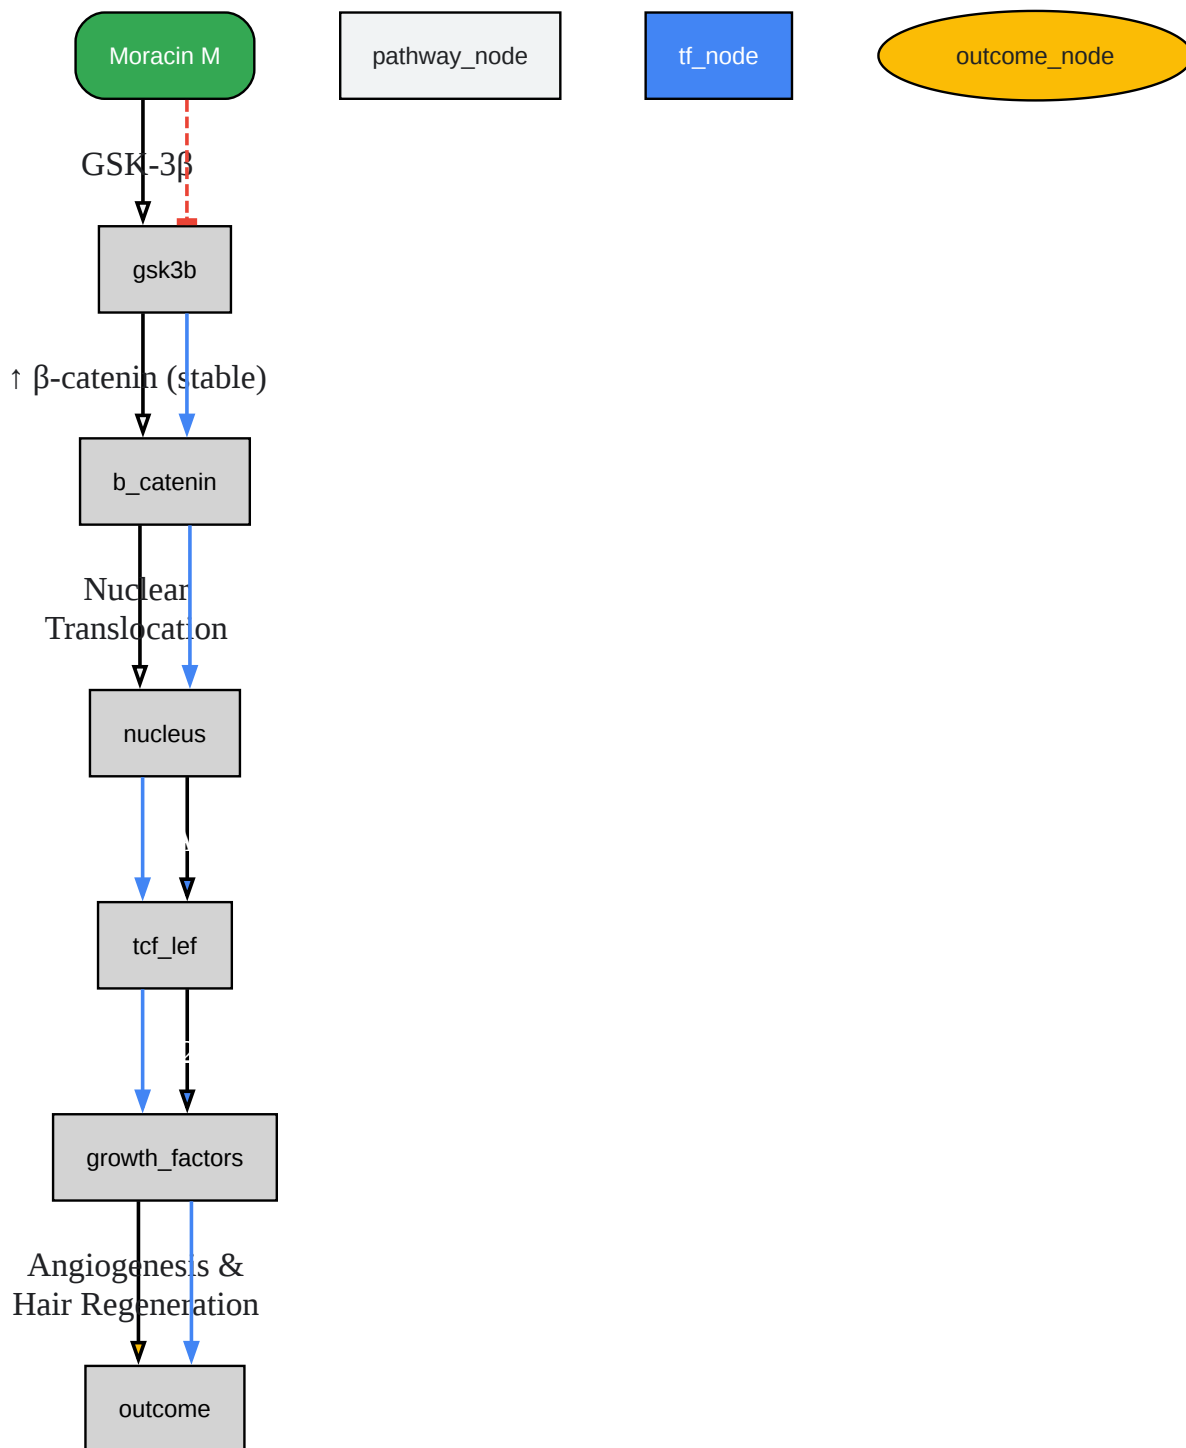 Moracin M
pathway_node
tf_node
outcome_node
GSK-3β
gsk3b
↑ β-catenin (stable)
b_catenin
Nuclear
Translocation
nucleus
tcf_lef
growth_factors
Angiogenesis &
Hair Regeneration
outcome